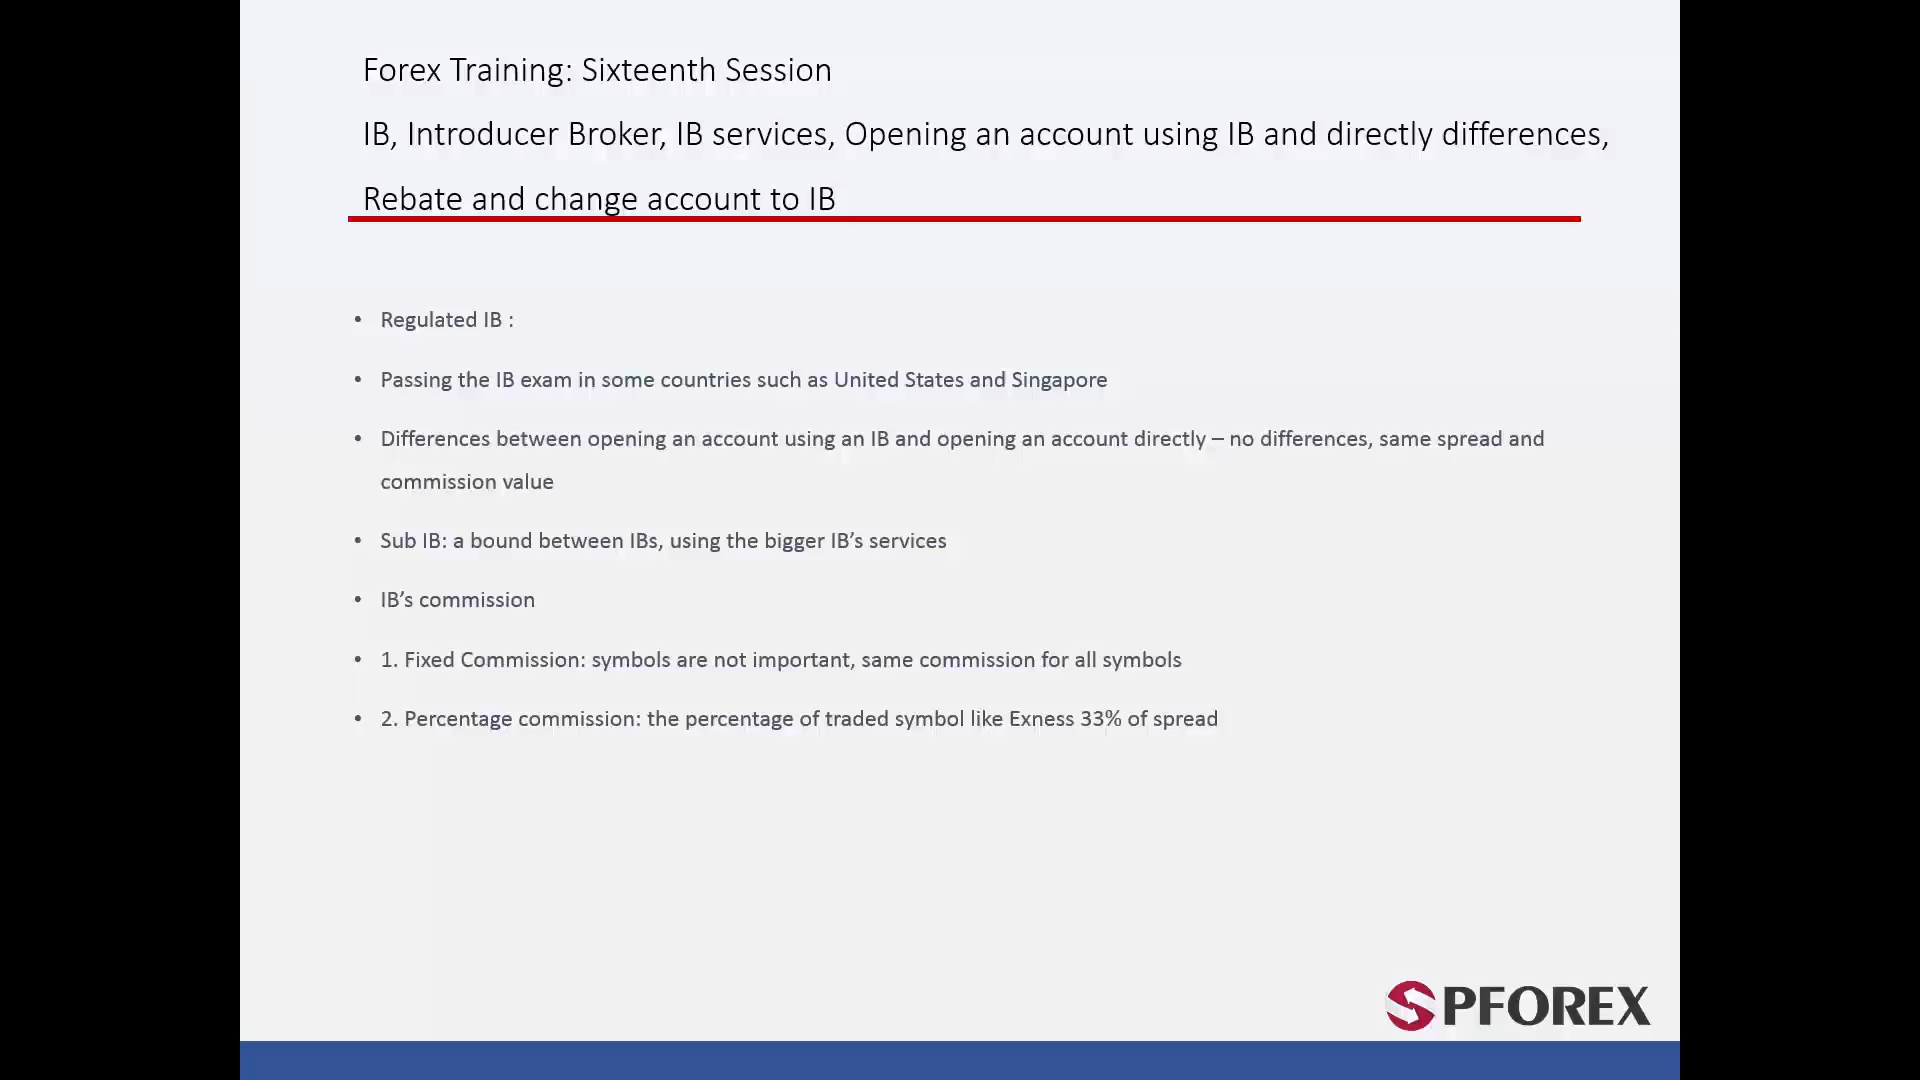 Forex Training: Sixteenth Session
IB, Introducer Broker, IB services, Opening an account using IB and directly differences,
Rebate and change account to IB
• Regulated IB :
• Passing the IB exam in some countries such as United States and Singapore
• Differences between opening an account using an IB and opening an account directly – no differences, same spread and
commission value
• Sub IB: a bound between IBs, using the bigger IB’s services
• IB’s commission
• 1. Fixed Commission: symbols are not important, same commission for all symbols
• 2. Percentage commission: the percentage of traded symbol like Exness 33% of spread
SPFOREX